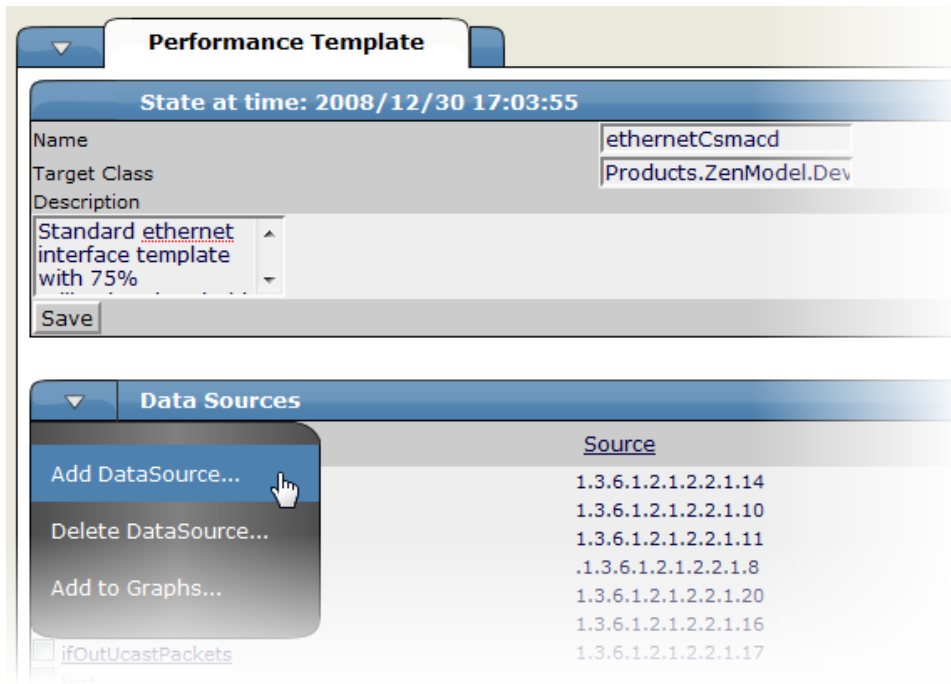 Performance Template
State at time: 2008/12/30 17:03:55
Name ethernetCsmacd
Target Class Products.ZenModel.Dev
Description
Standard ethernet
interface template
with 75%
Save
Data Sources
Source
Add DataSource...
1.3.6.1.2.1.2.2.1.14
1.3.6.1.2.1.2.2.1.10
Delete DataSource...
1.3.6.1.2.1.2.2.1.11
.1.3.6.1.2.1.2.2.1.8
Add to Graphs...
1.3.6.1.2.1.2.2.1.20
1.3.6.1.2.1.2.2.1.16
ifOutUcastPackets 1.3.6.1.2.1.2.2.1.17